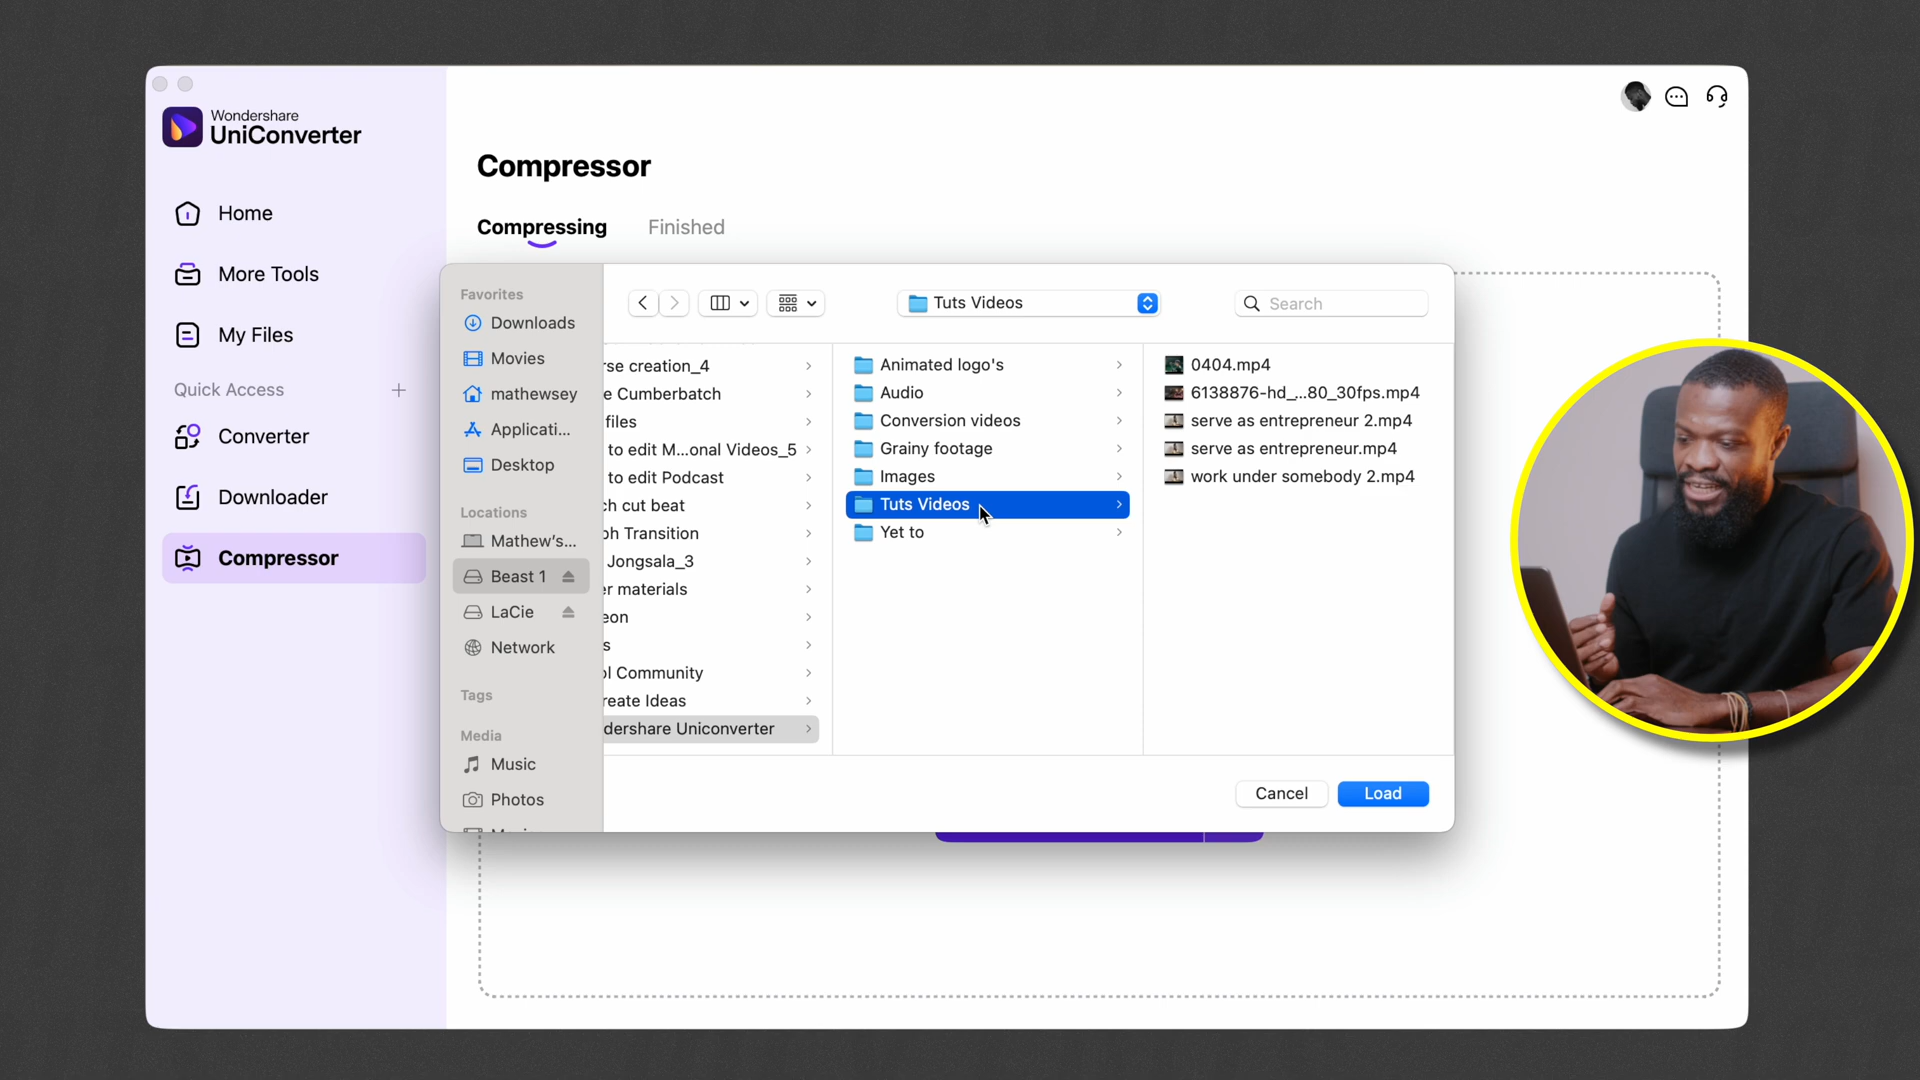 Wondershare
UniConverter
Home
More Tools
My Files
Quick Access
Converter
Downloader
Compressor
Compressor
Compressing
Finished
Favorites
Downloads
Movies
mathewsey
Applicati...
Desktop
Locations
Mathew's...
Beast 1
LaCie
Network
Tags
Media
Music
Photos
Tuts Videos
Search
rse creation_4
e Cumberbatch
files
to edit M...onal Videos_5
to edit Podcast
ch cut beat
ph Transition
Jongsala_3
er materials
eon
s
ol Community
reate Ideas
dershare Uniconverter
Animated logo's
Audio
Conversion videos
Grainy footage
Images
Tuts Videos
Yet to
0404.mp4
6138876-hd_...80_30fps.mp4
serve as entrepreneur 2.mp4
serve as entrepreneur.mp4
work under somebody 2.mp4
Cancel
Load